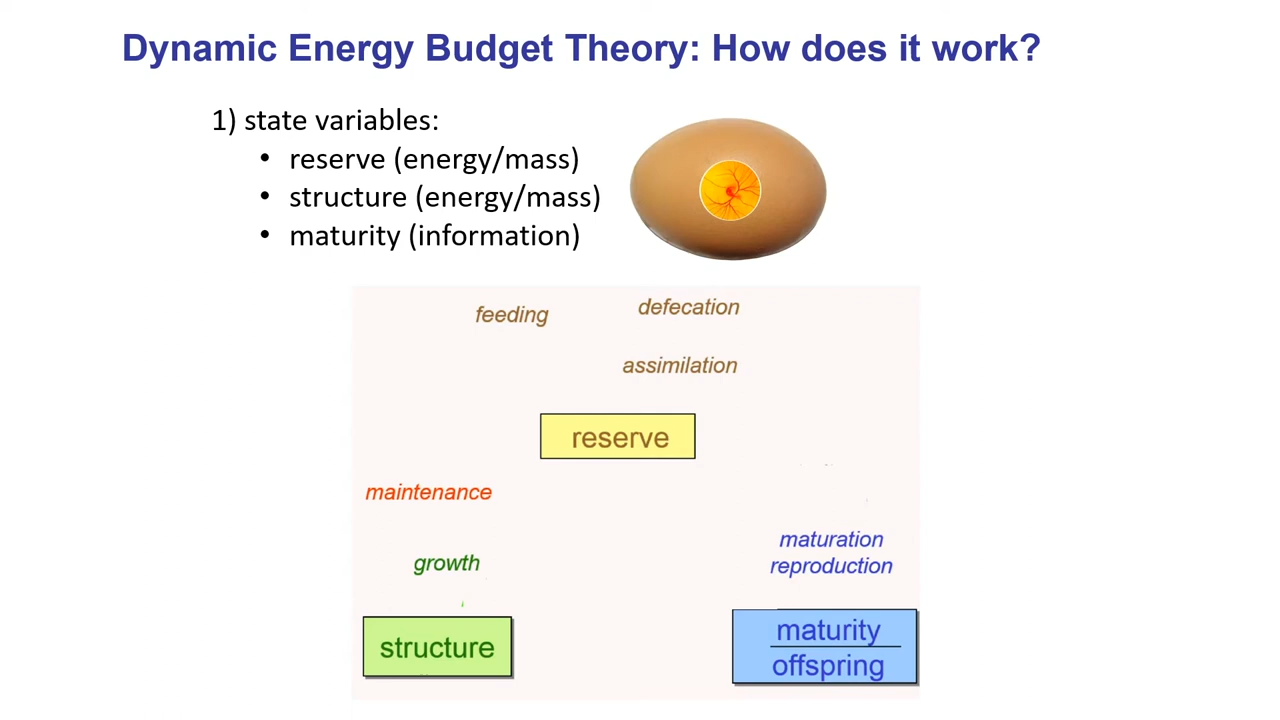 Dynamic Energy Budget Theory: How does it work?
1) state variables:
• reserve (energy/mass)
• structure (energy/mass)
• maturity (information)
feeding
defecation
assimilation
reserve
maintenance
maturation
reproduction
growth
structure
maturity
offspring